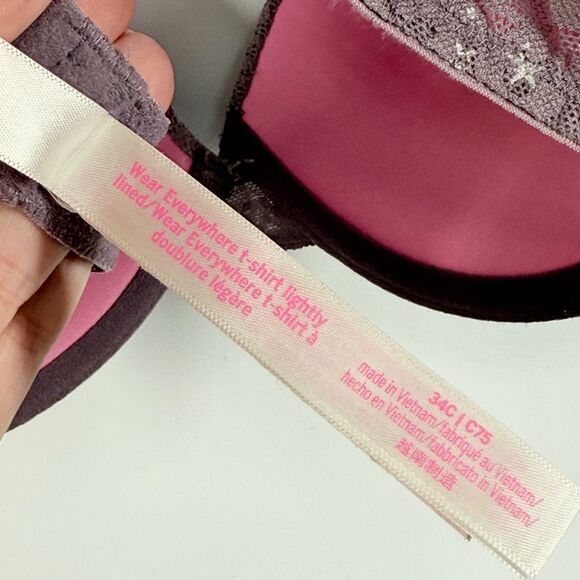 Wear Everywhere t-shirt lightly
lined/Wear Everywhere t-shirt à
doublure légère
34C | C75
made in Vietnam/fabriqué au Vietnam/
hecho en Vietnam/fabbricato in Vietnam/
越南制造